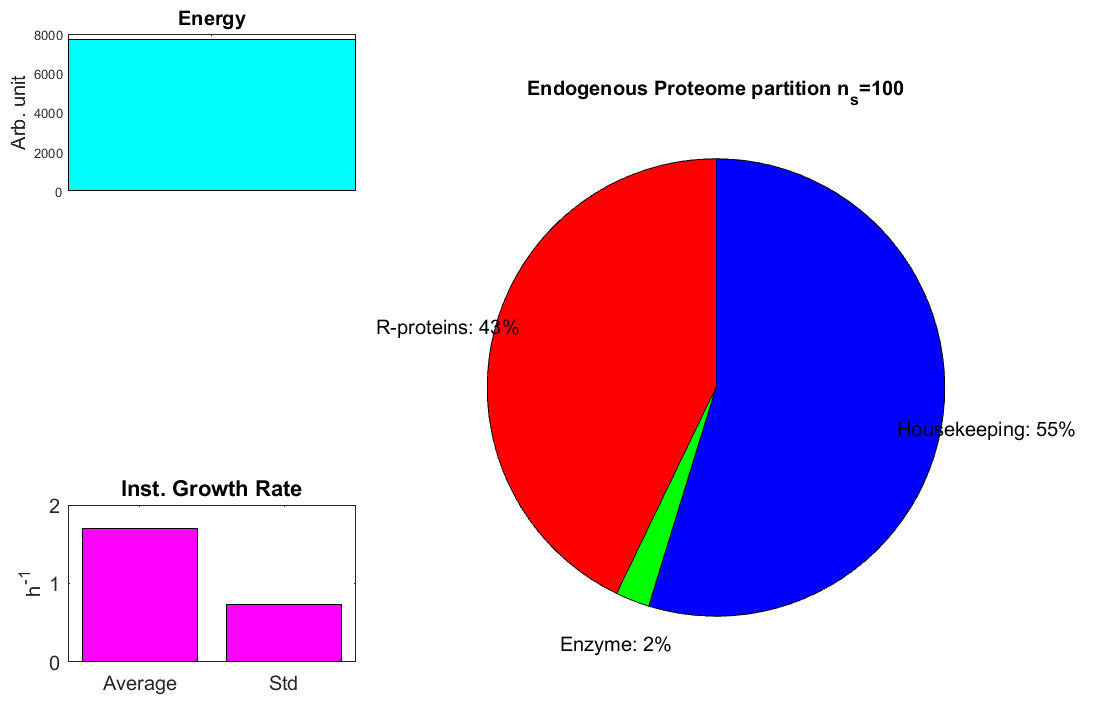 Energy
8000
6000
4000
2000
0
Arb. unit
Endogenous Proteome partition nₛ=100
R-proteins: 43%
Housekeeping: 55%
Enzyme: 2%
Inst. Growth Rate
2
1
0
h⁻¹
Average Std